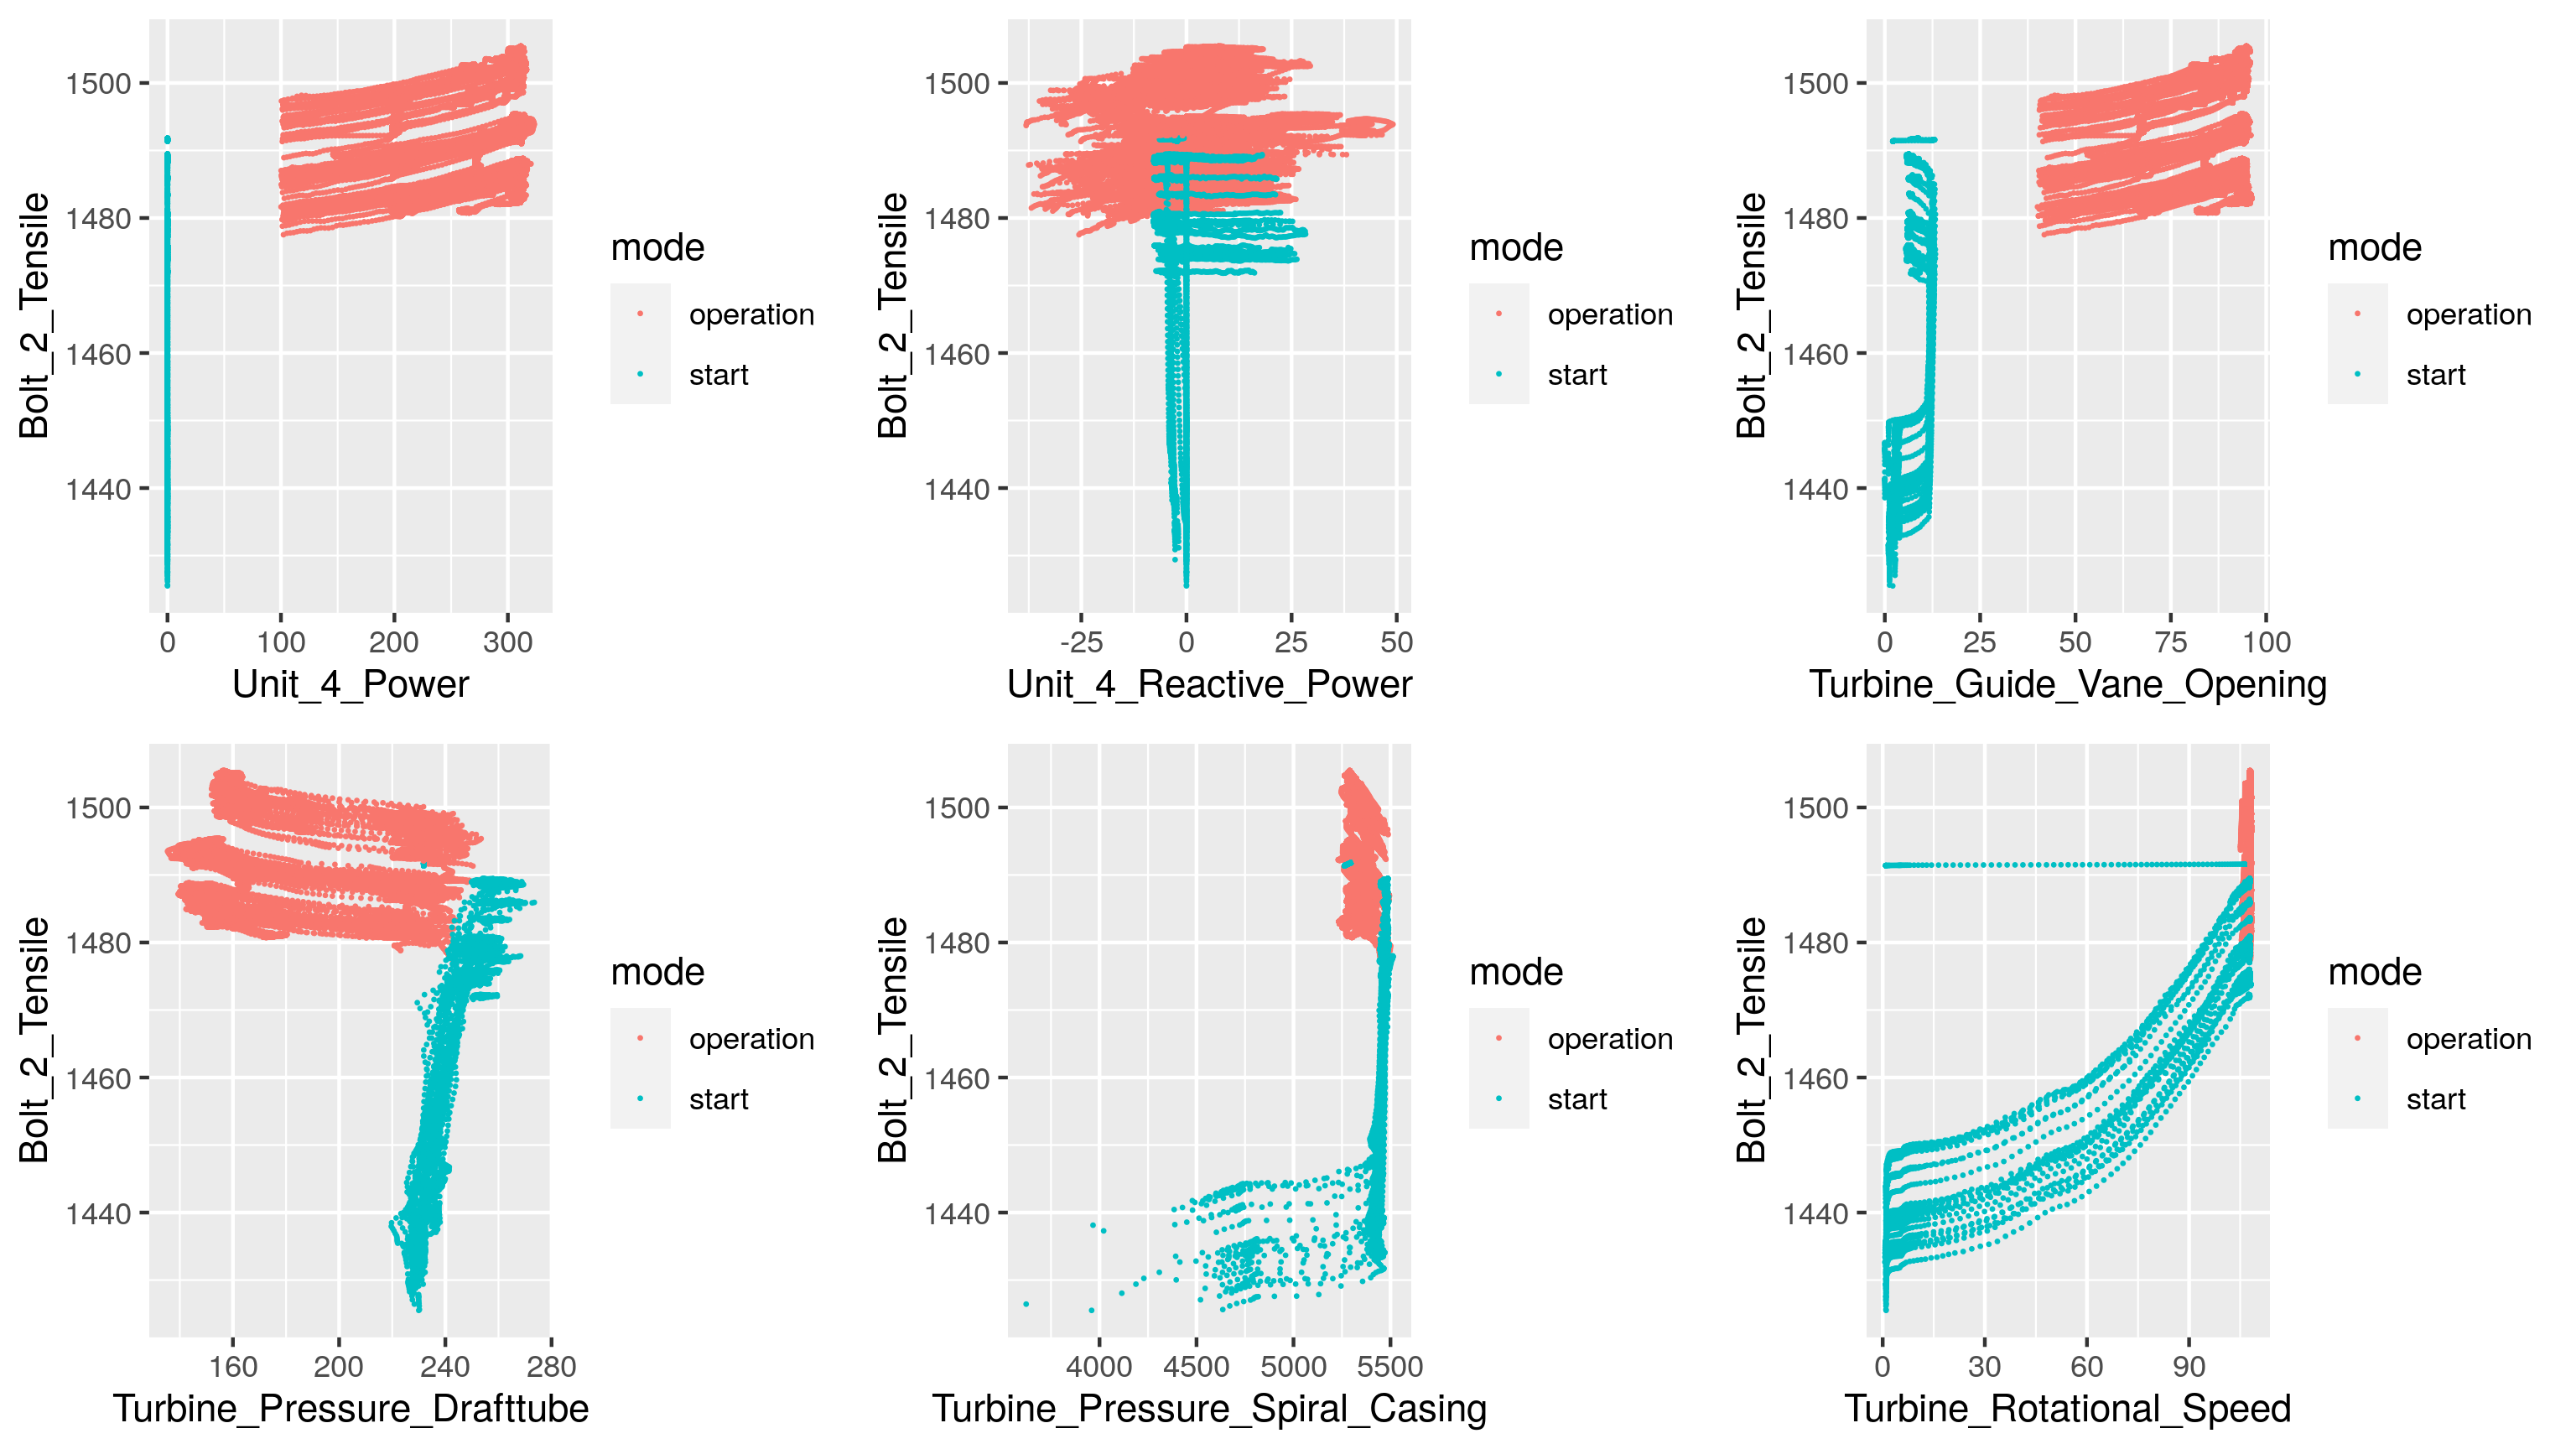 Bolt_2_Tensile
1500
1480
1460
1440
0 100 200 300
Unit_4_Power
mode
operation
start
Bolt_2_Tensile
1500
1480
1460
1440
-25 0 25 50
Unit_4_Reactive_Power
mode
operation
start
Bolt_2_Tensile
1500
1480
1460
1440
0 25 50 75 100
Turbine_Guide_Vane_Opening
mode
operation
start
Bolt_2_Tensile
1500
1480
1460
1440
160 200 240 280
Turbine_Pressure_Drafttube
mode
operation
start
Bolt_2_Tensile
1500
1480
1460
1440
4000 4500 5000 5500
Turbine_Pressure_Spiral_Casing
mode
operation
start
Bolt_2_Tensile
1500
1480
1460
1440
0 30 60 90
Turbine_Rotational_Speed
mode
operation
start